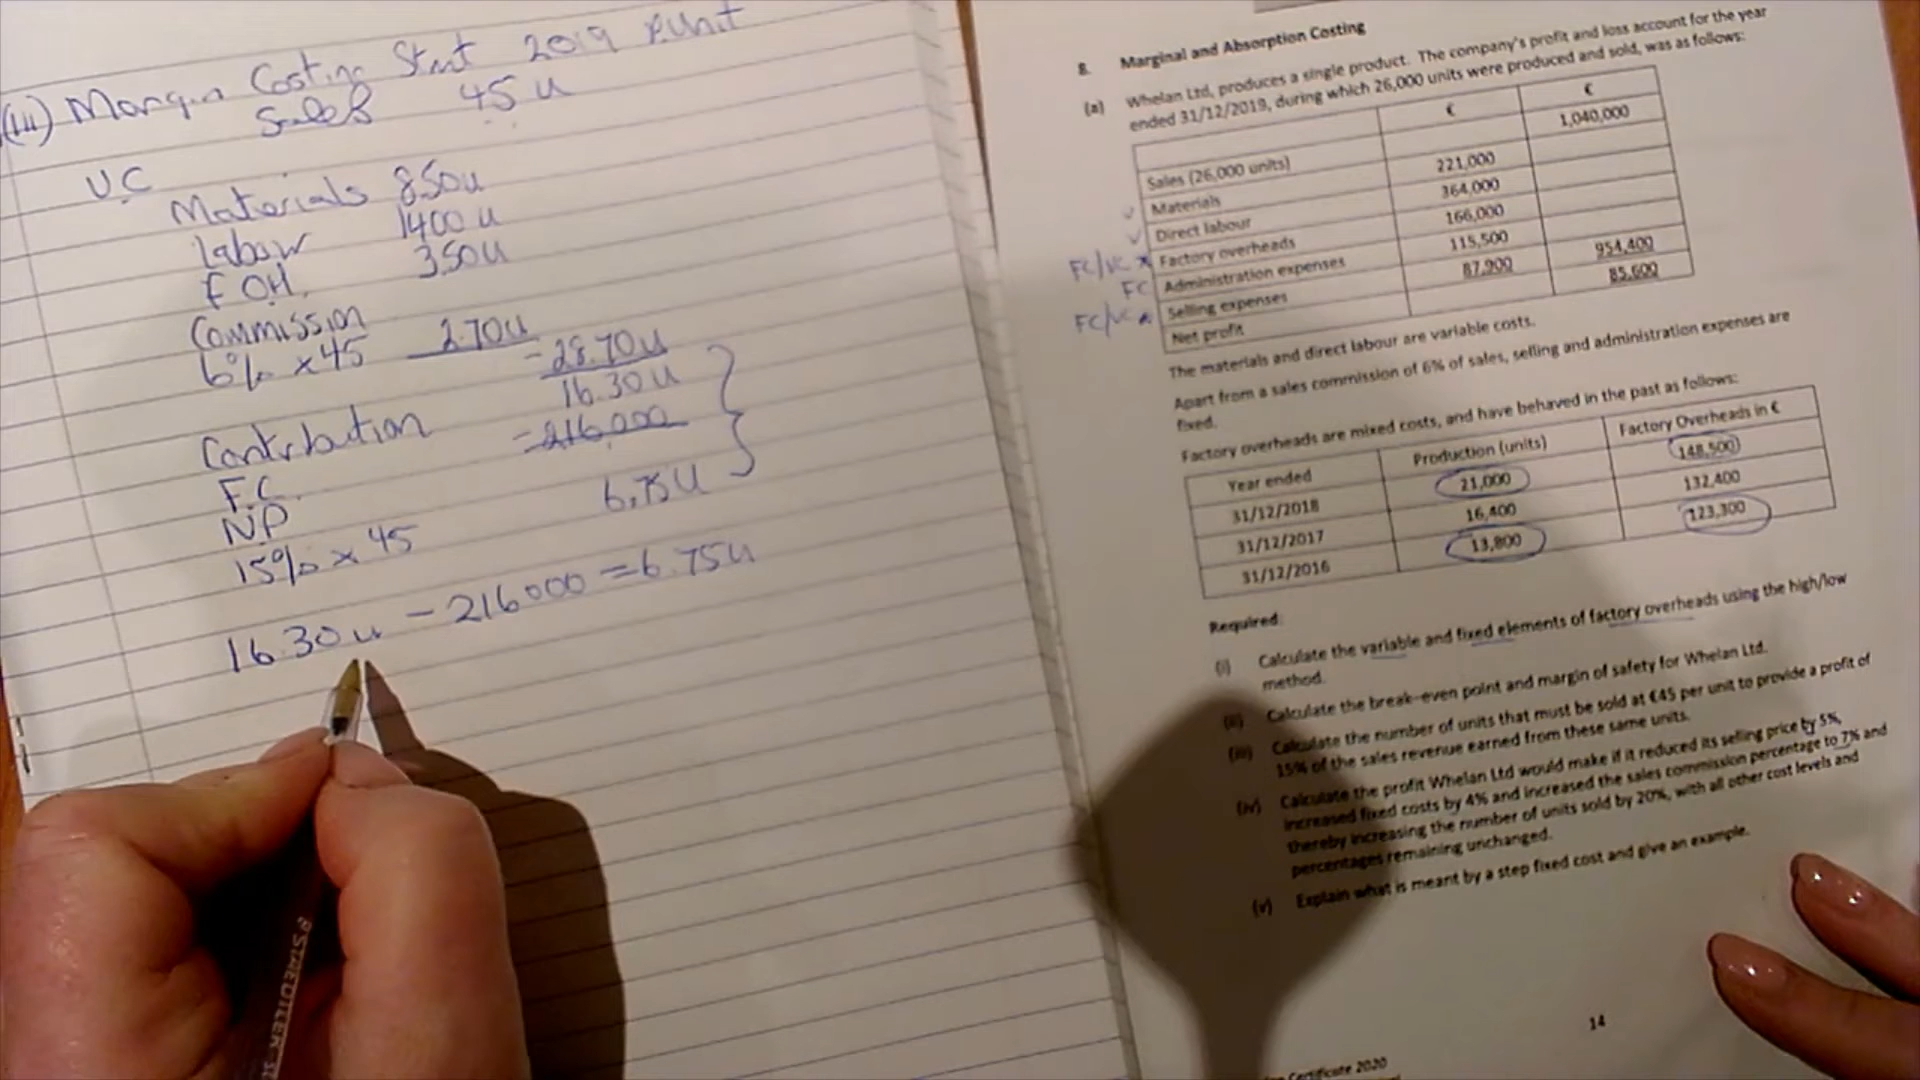 (iii) Margin Costing Stmt 2019 xunit
Sales 45 u
V.C
Materials 8.50u
labour 14.00 u
F OH. 3.50u
Commission
6% x 45 2.70u
- 28.70u
16.30u
Contribution
F.C. - 216,000
N.P
15% x 45 6.75u
16.30u - 216000 = 6.75u
8. Marginal and Absorption Costing
(a) Whelan Ltd, produces a single product. The company's profit and loss account for the year
ended 31/12/2019, during which 26,000 units were produced and sold, was as follows:
€ €
Sales (26,000 units) 1,040,000
Materials 221,000
Direct labour 364,000
FC/VC Factory overheads 166,000
FC Administration expenses 115,500
FC/VC Selling expenses 87,900 954,400
Net profit 85,600
The materials and direct labour are variable costs.
Apart from a sales commission of 6% of sales, selling and administration expenses are
fixed.
Factory overheads are mixed costs, and have behaved in the past as follows:
Year ended Production (units) Factory Overheads in €
31/12/2018 21,000 148,500
31/12/2017 16,400 132,400
31/12/2016 13,800 123,300
Required:
(i) Calculate the variable and fixed elements of factory overheads using the high/low
method.
(ii) Calculate the break-even point and margin of safety for Whelan Ltd.
(iii) Calculate the number of units that must be sold at €45 per unit to provide a profit of
15% of the sales revenue earned from these same units.
(iv) Calculate the profit Whelan Ltd would make if it reduced its selling price by 5%,
increased fixed costs by 4% and increased the sales commission percentage to 7% and
thereby increasing the number of units sold by 20%, with all other cost levels and
percentages remaining unchanged.
(v) Explain what is meant by a step fixed cost and give an example.
14
Certificate 2020
STAEDTLER